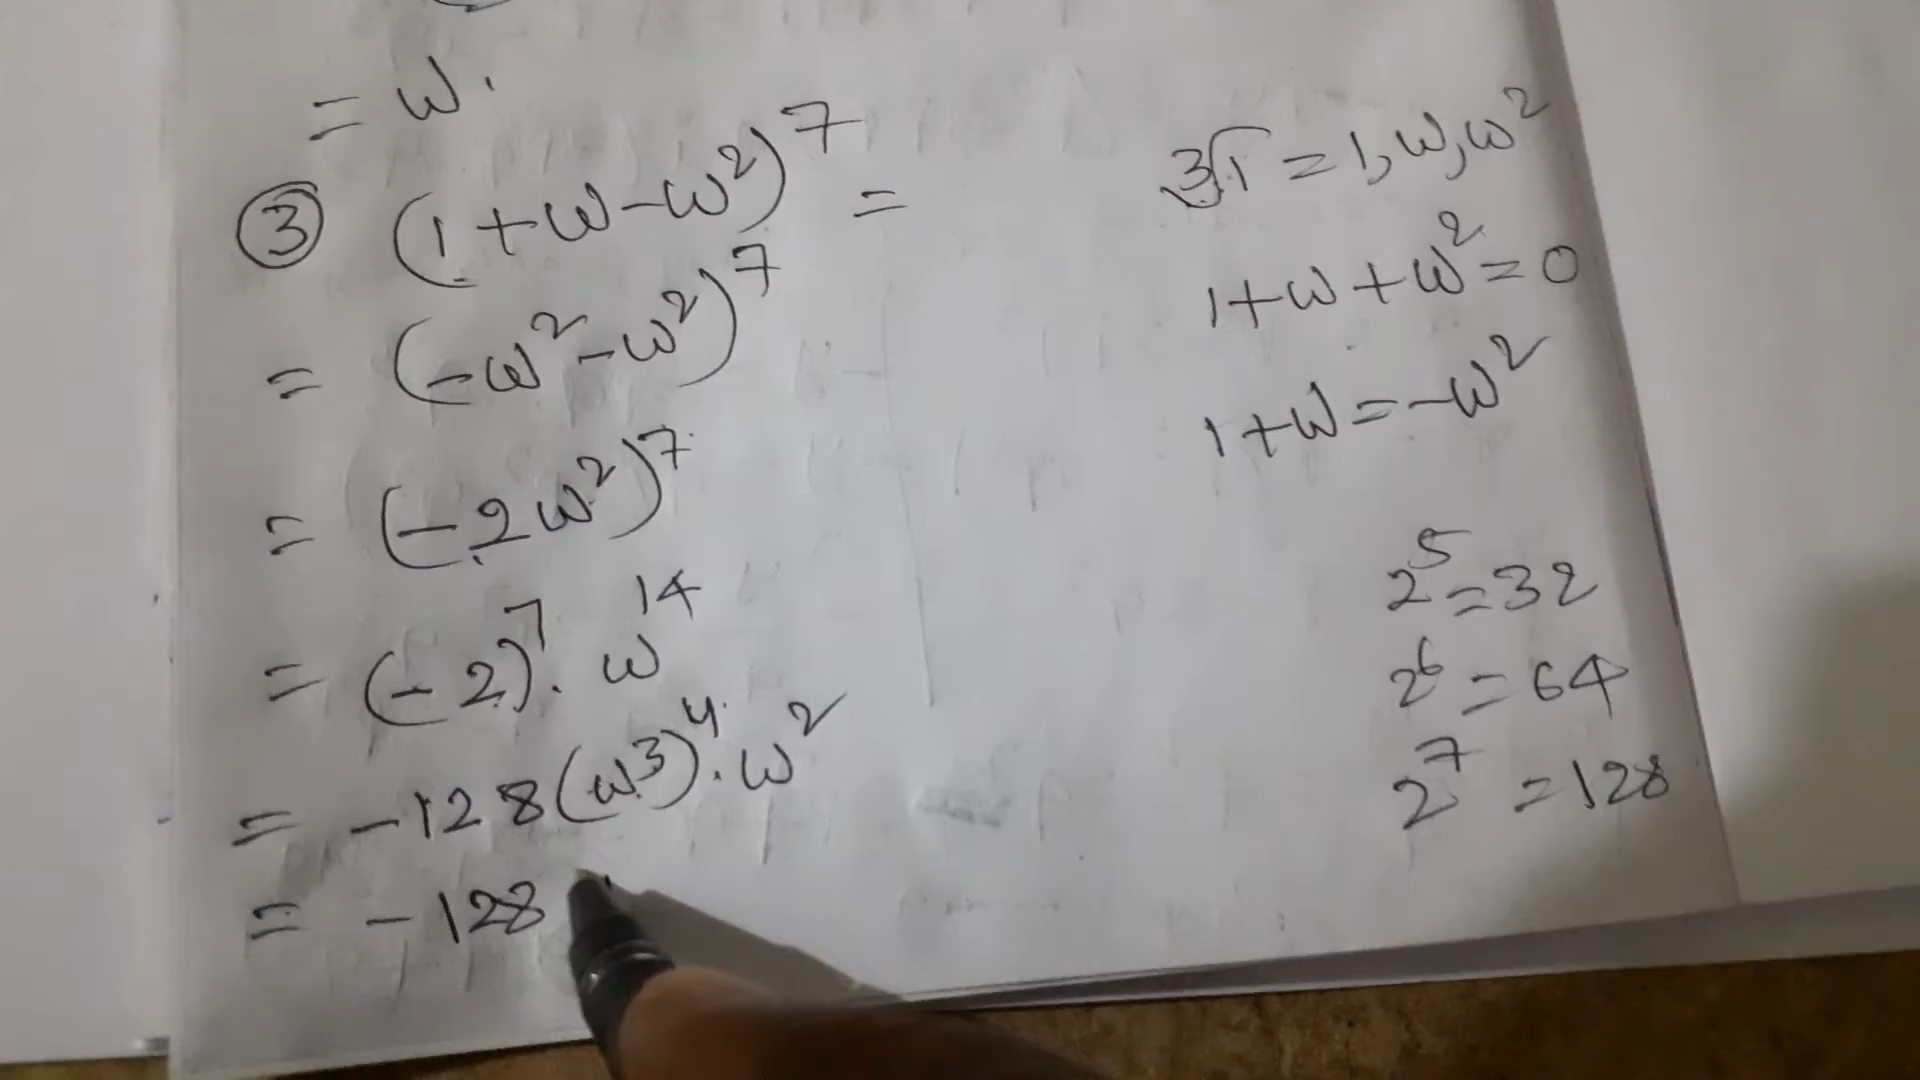 = ω.
③ (1+ω-ω²)⁷ =
= (-ω²-ω²)⁷
= (-2ω²)⁷
= (-2)⁷. ω¹⁴
= -128(ω³)⁴. ω²
= -128
∛1 = 1, ω, ω²
1+ω+ω²=0
1+ω=-ω²
2⁵=32
2⁶=64
2⁷=128